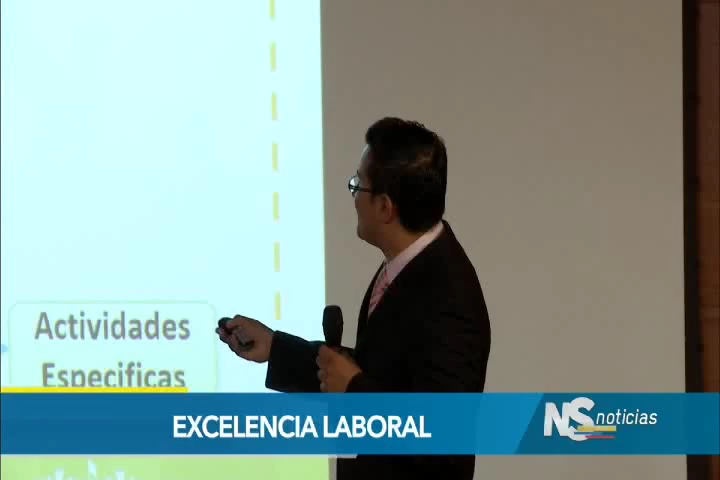 Actividades
Especificas
EXCELENCIA LABORAL
NS noticias